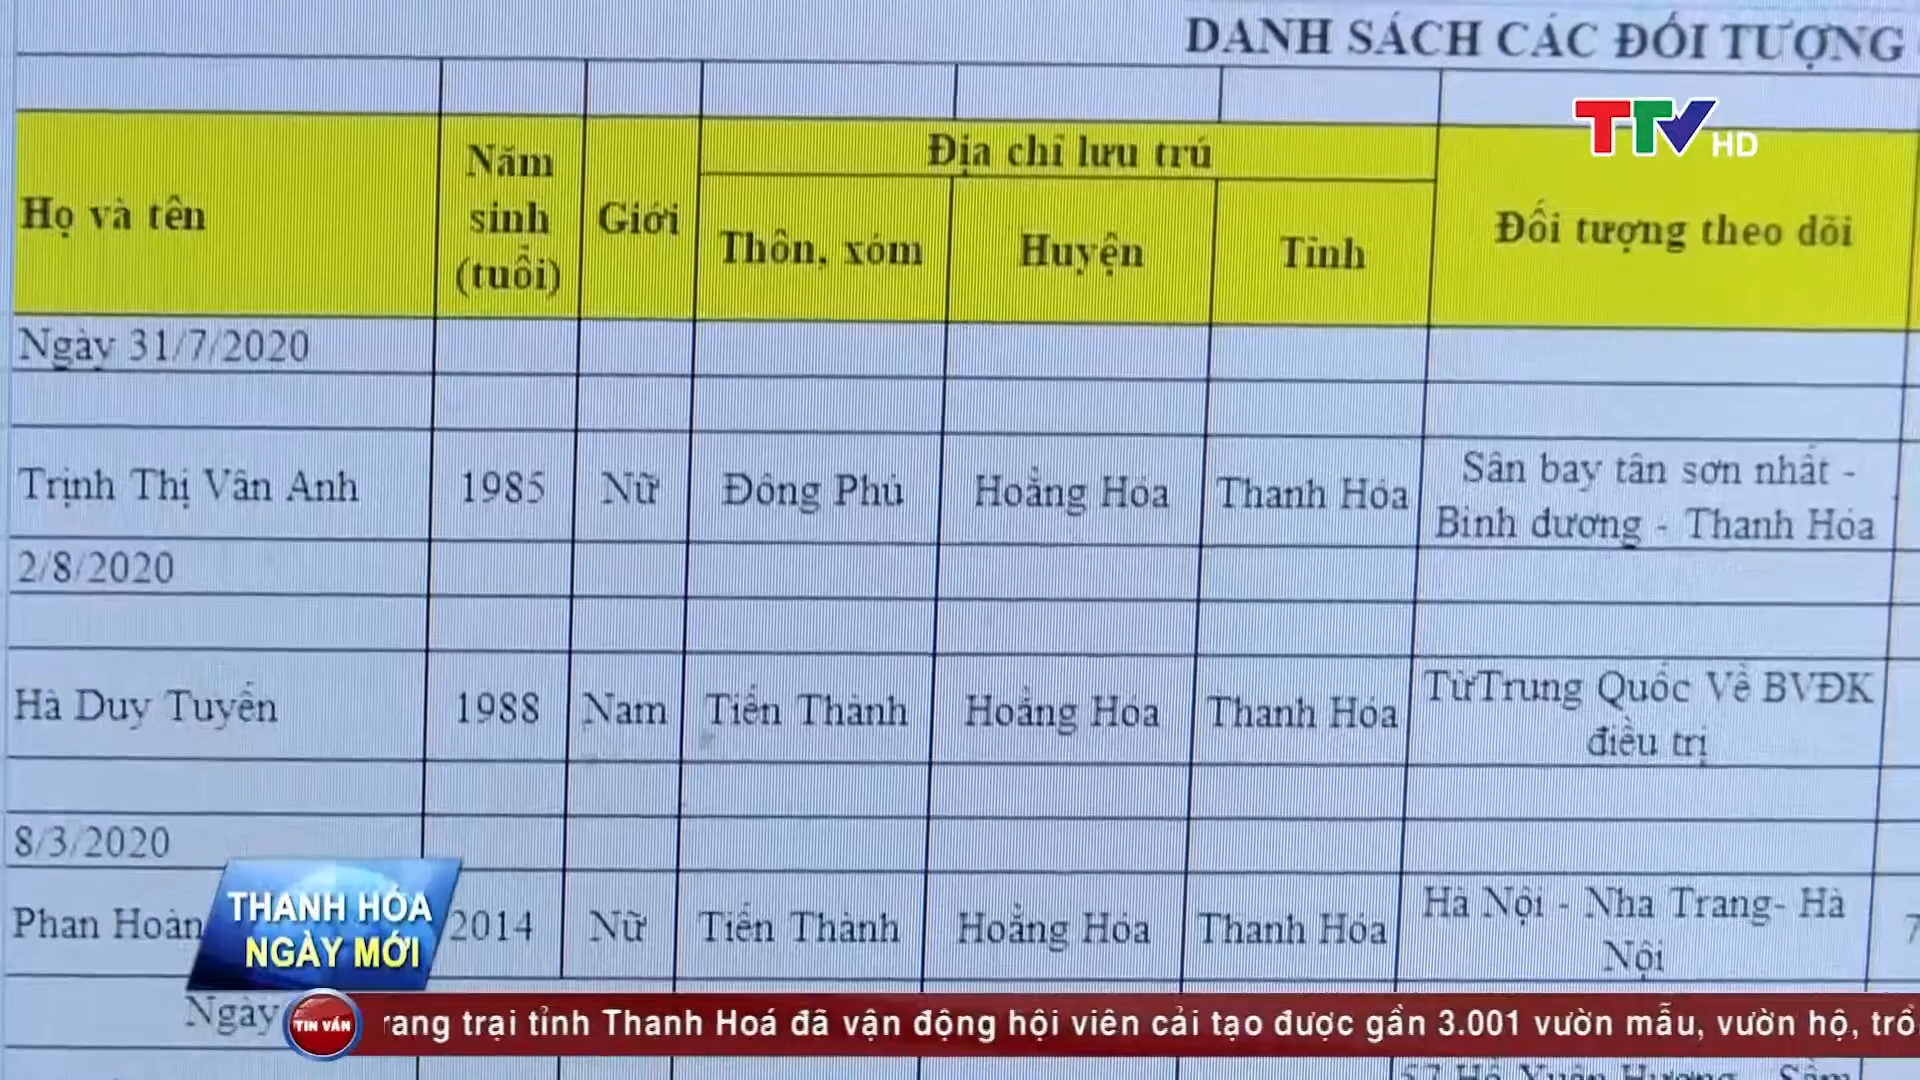 DANH SÁCH CÁC ĐỐI TƯỢNG
TTV HD
Họ và tên
Năm sinh (tuổi)
Giới
Địa chỉ lưu trú
Thôn, xóm
Huyện
Tỉnh
Đối tượng theo dõi
Ngày 31/7/2020
Trịnh Thị Vân Anh 1985 Nữ Đông Phú Hoằng Hóa Thanh Hóa
Sân bay tân sơn nhất -
Bình dương - Thanh Hóa
2/8/2020
Hà Duy Tuyển 1988 Nam Tiến Thành Hoằng Hóa Thanh Hóa
TừTrung Quốc Về BVĐK
điều trị
8/3/2020
Phan Hoàn 2014 Nữ Tiến Thành Hoằng Hóa Thanh Hóa
Hà Nội - Nha Trang- Hà
Nội
THANH HÓA
NGÀY MỚI
Ngày
TIN VẮN
rang trại tỉnh Thanh Hoá đã vận động hội viên cải tạo được gần 3.001 vườn mẫu, vườn hộ, trồ